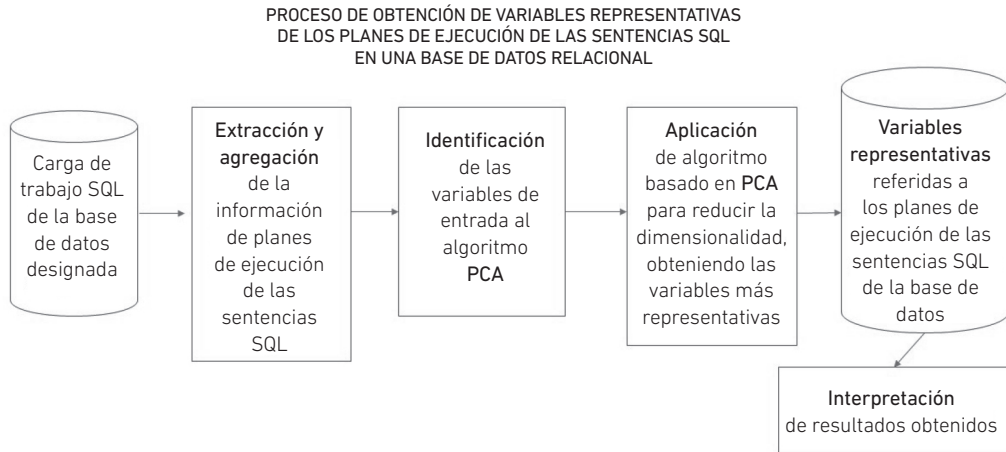 PROCESO DE OBTENCIÓN DE VARIABLES REPRESENTATIVAS
DE LOS PLANES DE EJECUCIÓN DE LAS SENTENCIAS SQL
EN UNA BASE DE DATOS RELACIONAL
Carga de
trabajo SQL
de la base
de datos
designada
Extracción y
agregación
de la
información
de planes
de ejecución
de las
sentencias
SQL
Identificación
de las
variables de
entrada al
algoritmo
PCA
Aplicación
de algoritmo
basado en PCA
para reducir la
dimensionalidad,
obteniendo las
variables más
representativas
Variables
representativas
referidas a
los planes de
ejecución de las
sentencias SQL
de la base de
datos
Interpretación
de resultados obtenidos